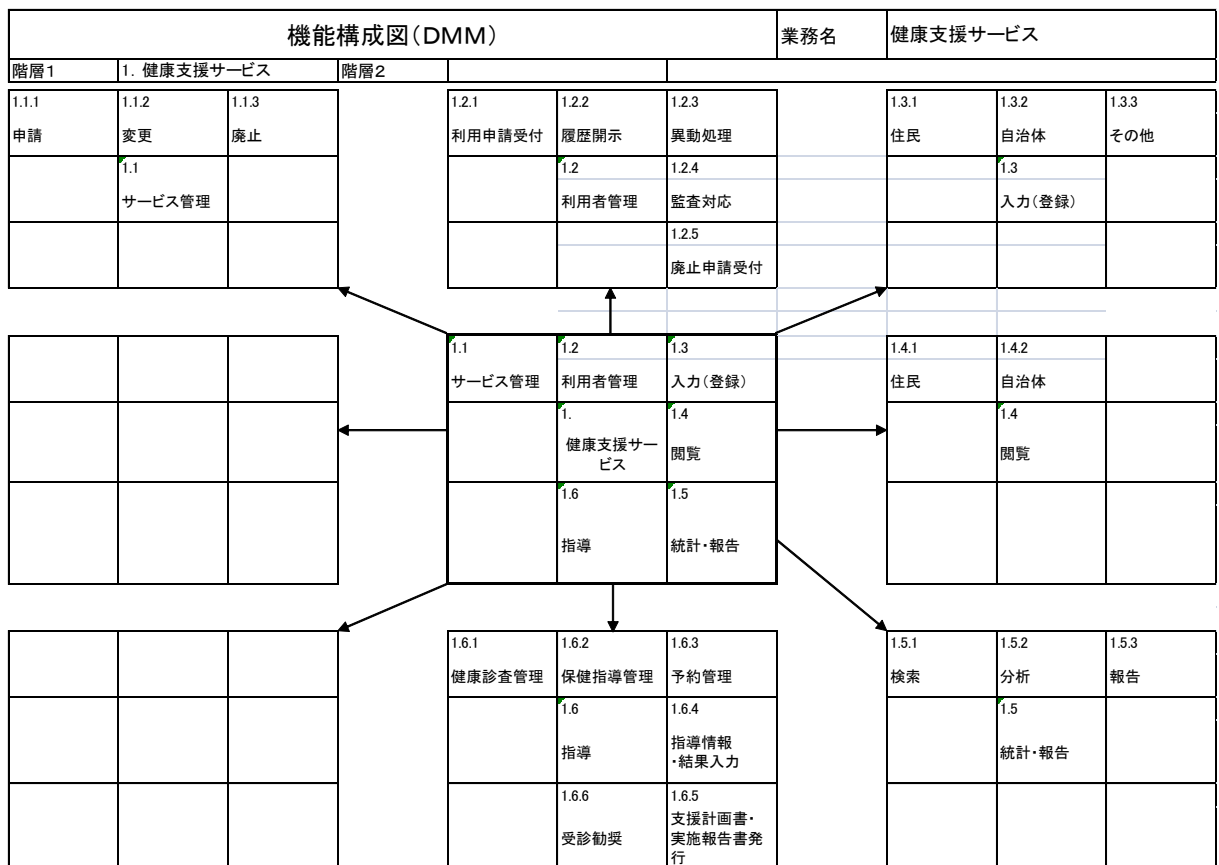 機能構成図（DMM）
業務名
健康支援サービス
階層１
1. 健康支援サービス
階層２
1.1.1
申請
1.1.2
変更
1.1.3
廃止
1.1
サービス管理
1.2.1
利用申請受付
1.2.2
履歴開示
1.2.3
異動処理
1.2
利用者管理
1.2.4
監査対応
1.2.5
廃止申請受付
1.3.1
住民
1.3.2
自治体
1.3.3
その他
1.3
入力（登録）
1.1
サービス管理
1.2
利用者管理
1.3
入力（登録）
1.
健康支援サー
ビス
1.4
閲覧
1.6
指導
1.5
統計・報告
1.4.1
住民
1.4.2
自治体
1.4
閲覧
1.6.1
健康診査管理
1.6.2
保健指導管理
1.6.3
予約管理
1.6
指導
1.6.4
指導情報
・結果入力
1.6.6
受診勧奨
1.6.5
支援計画書・
実施報告書発
行
1.5.1
検索
1.5.2
分析
1.5.3
報告
1.5
統計・報告